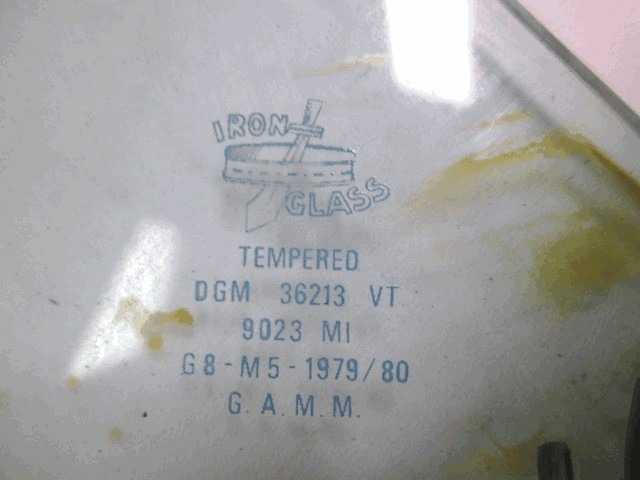 IRON
GLASS
TEMPERED
DGM 36213 VT
9023 MI
G8-M5-1979/80
G.A.M.M.